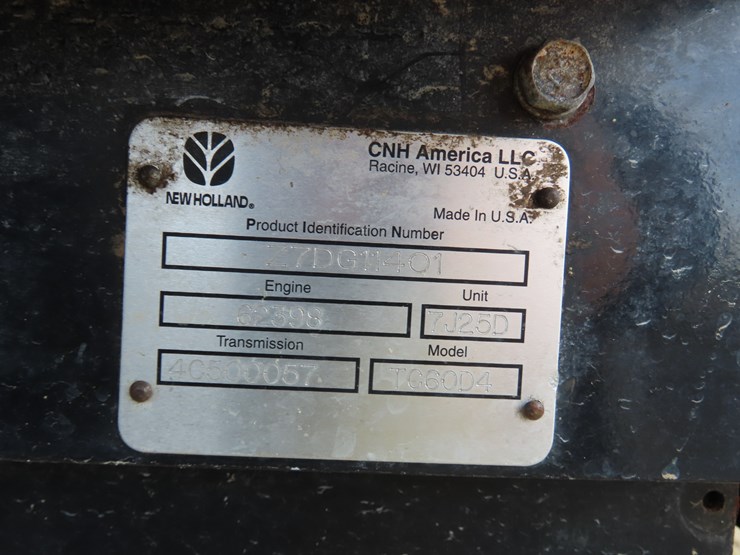 CNH America LLC
Racine, WI 53404 U.S.A.
NEW HOLLAND®
Made In U.S.A.
Product Identification Number
Engine
Unit
7J25D
Transmission
Model